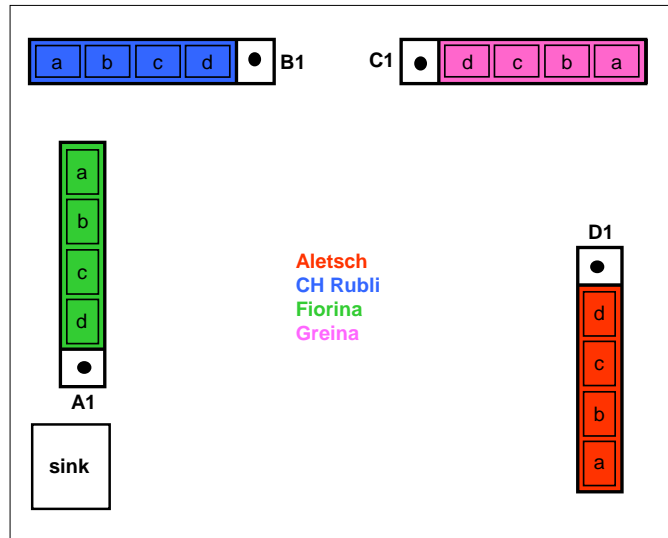 a b c d B1
C1 d c b a
a
b
c
d
A1
sink
Aletsch
CH Rubli
Fiorina
Greina
D1
d
c
b
a